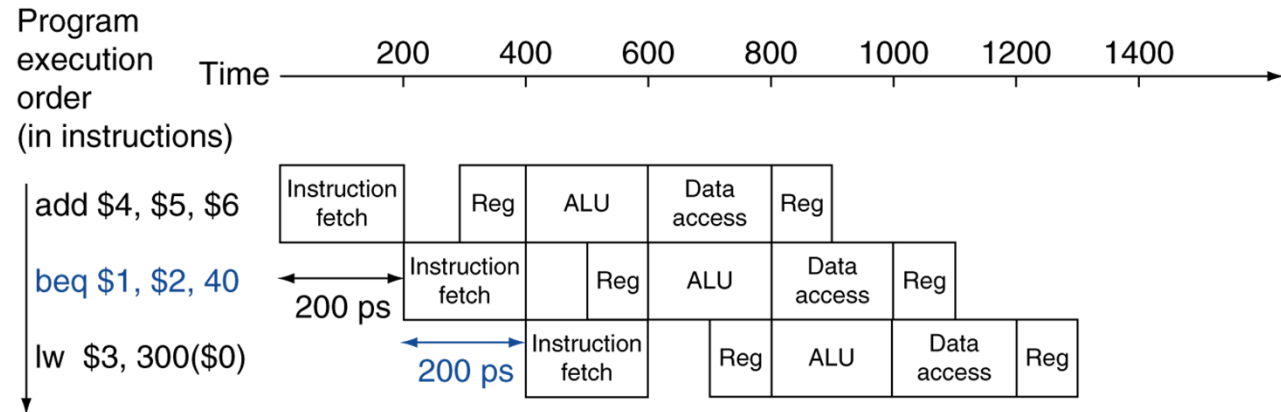 Program
execution
order
(in instructions)
Time
200 400 600 800 1000 1200 1400
add $4, $5, $6
Instruction
fetch
Reg
ALU
Data
access
Reg
beq $1, $2, 40
200 ps
Instruction
fetch
Reg
ALU
Data
access
Reg
lw $3, 300($0)
200 ps
Instruction
fetch
Reg
ALU
Data
access
Reg